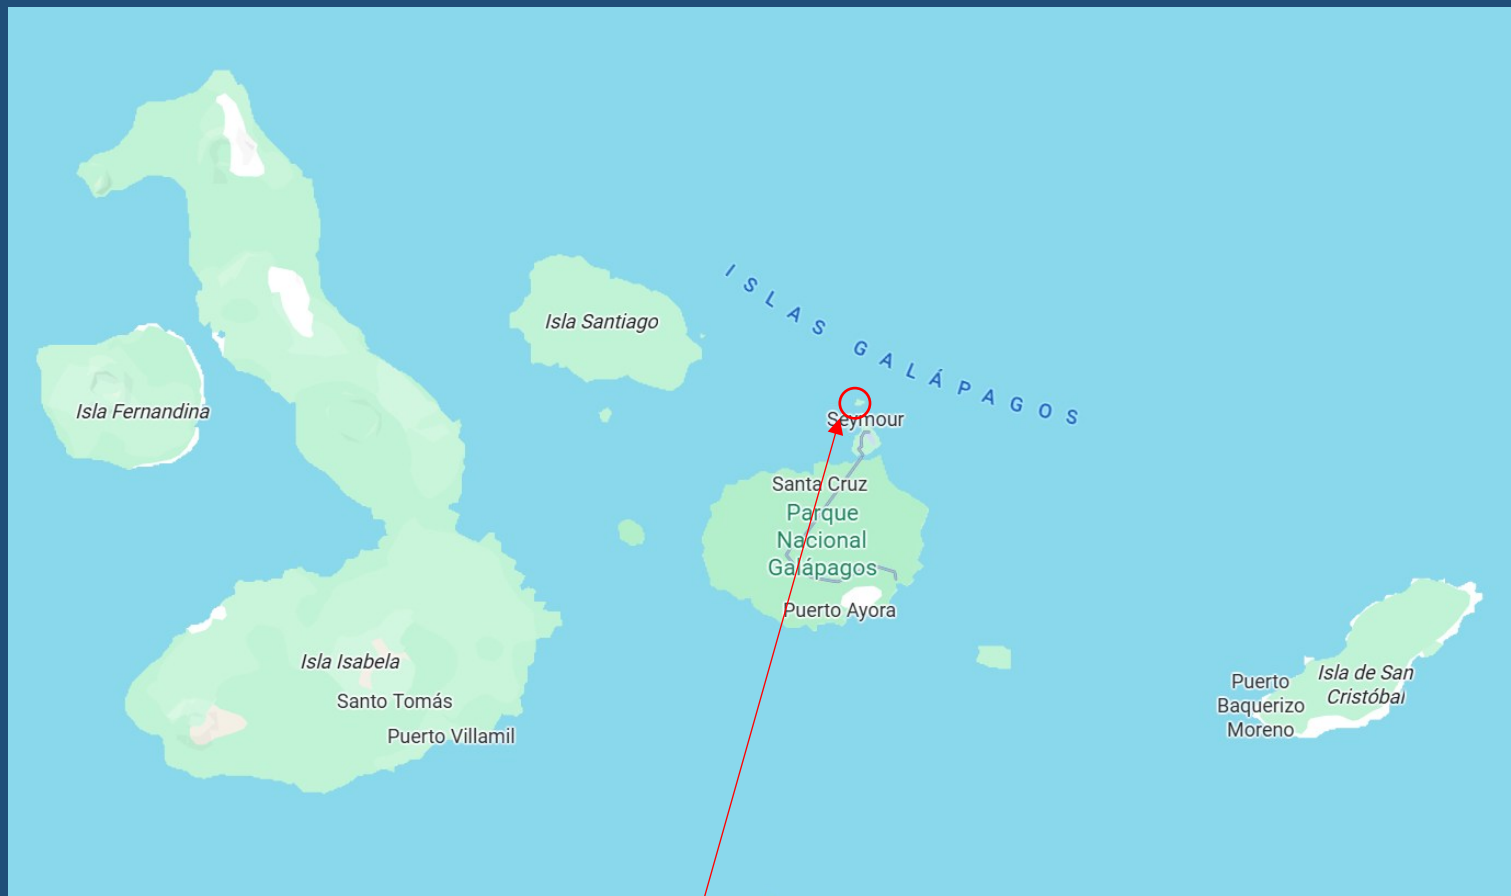 ISLAS GALÁPAGOS
Isla Santiago
Isla Fernandina
Seymour
Santa Cruz
Parque
Nacional
Galápagos
Puerto Ayora
Isla Isabela
Santo Tomás
Puerto Villamil
Isla de San
Cristóbal
Puerto
Baquerizo
Moreno